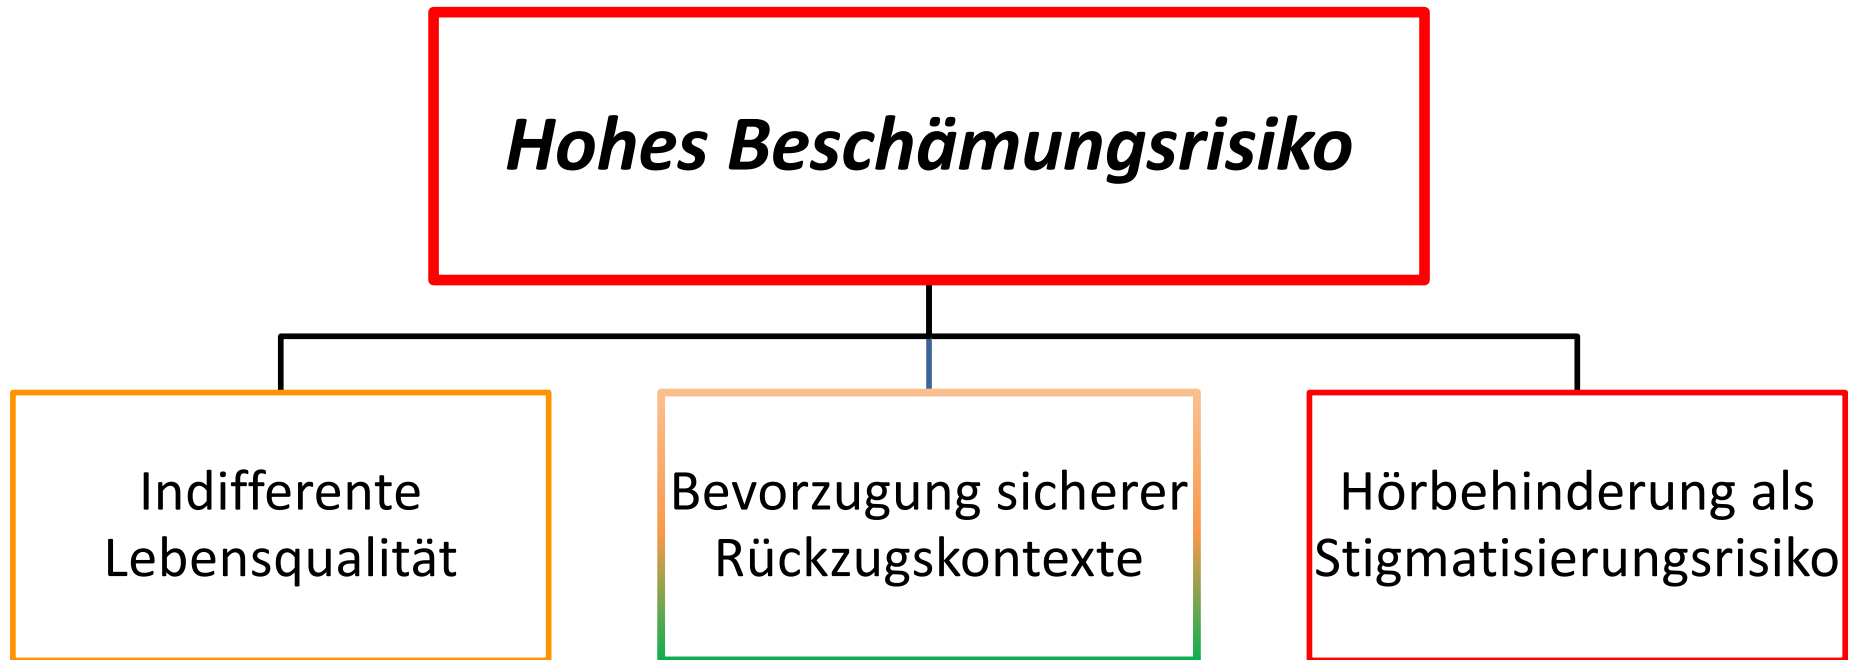 Hohes Beschämungsrisiko
Indifferente
Lebensqualität
Bevorzugung sicherer
Rückzugskontexte
Hörbehinderung als
Stigmatisierungsrisiko